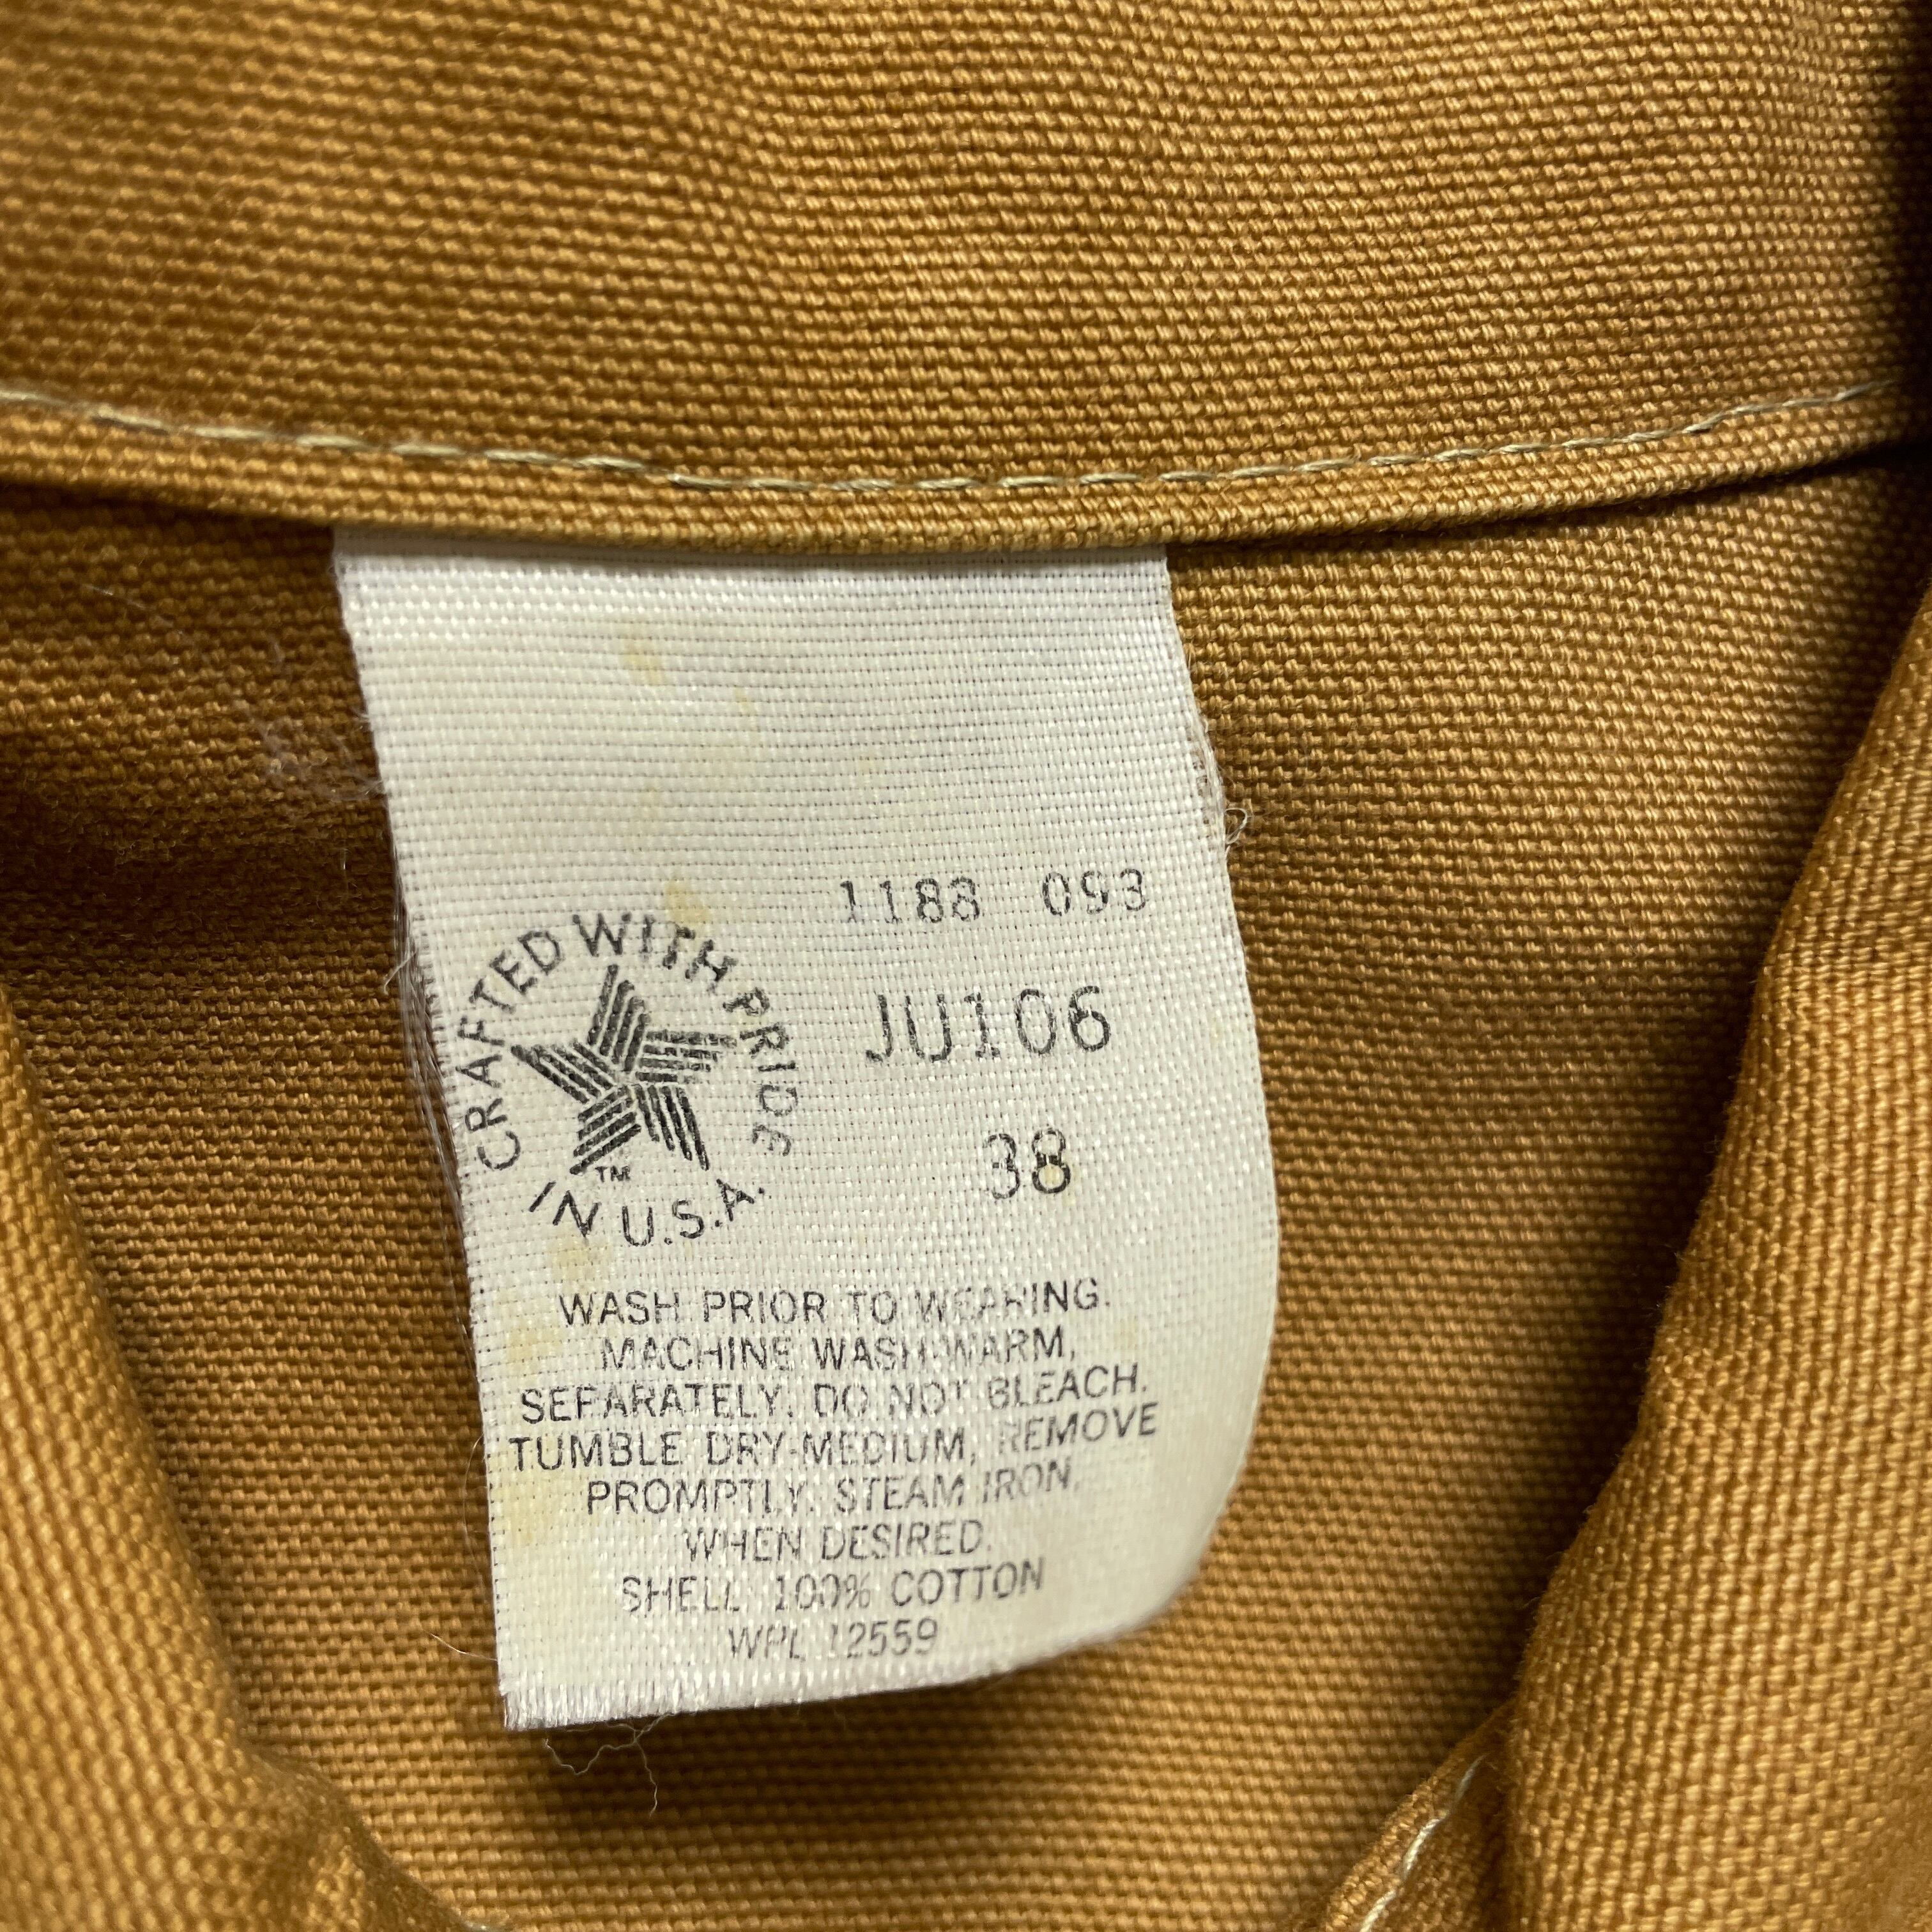 1188 093
CRAFTED WITH PRIDE
JU106
38
TM
IN U.S.A.
WASH PRIOR TO WEARING.
MACHINE WASH WARM,
SEPARATELY. DO NOT BLEACH.
TUMBLE DRY-MEDIUM, REMOVE
PROMPTLY. STEAM IRON,
WHEN DESIRED.
SHELL 100% COTTON
WPL 12559